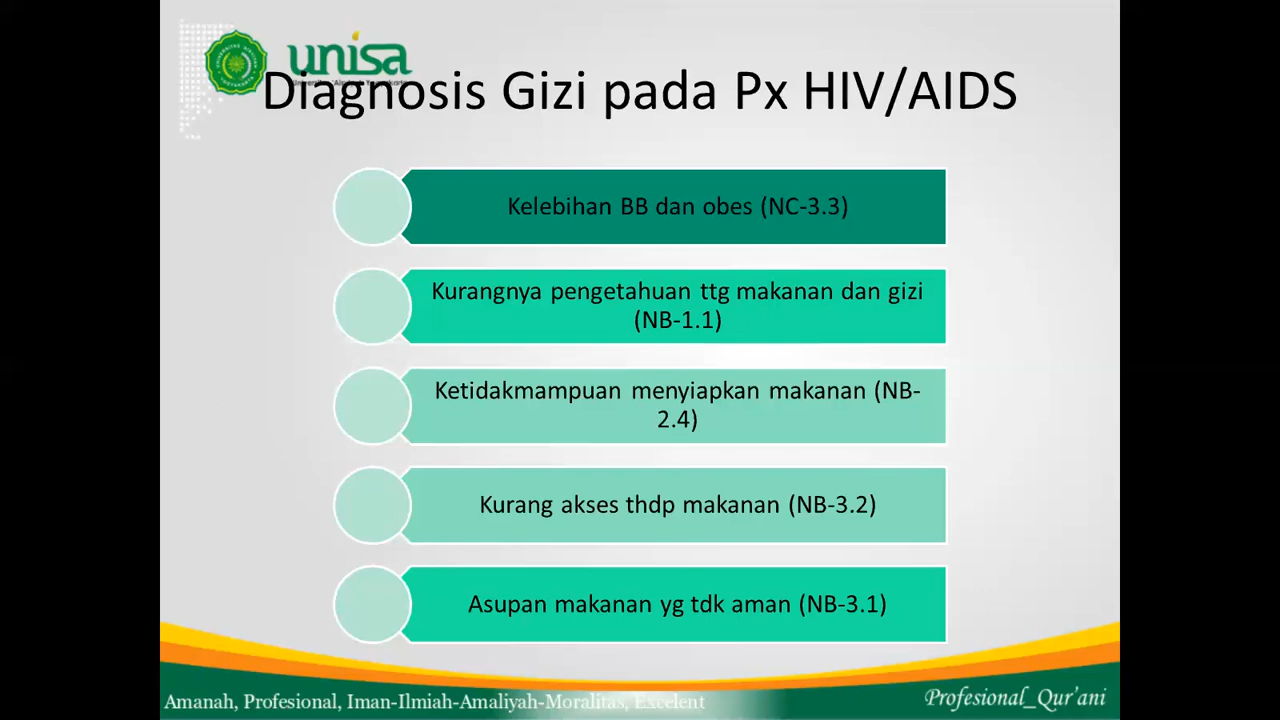 unisa
Diagnosis Gizi pada Px HIV/AIDS
Kelebihan BB dan obes (NC-3.3)
Kurangnya pengetahuan ttg makanan dan gizi
(NB-1.1)
Ketidakmampuan menyiapkan makanan (NB-
2.4)
Kurang akses thdp makanan (NB-3.2)
Asupan makanan yg tdk aman (NB-3.1)
Amanah, Profesional, Iman-Ilmiah-Amaliyah-Moralitas, Excelent
Profesional_Qur'ani